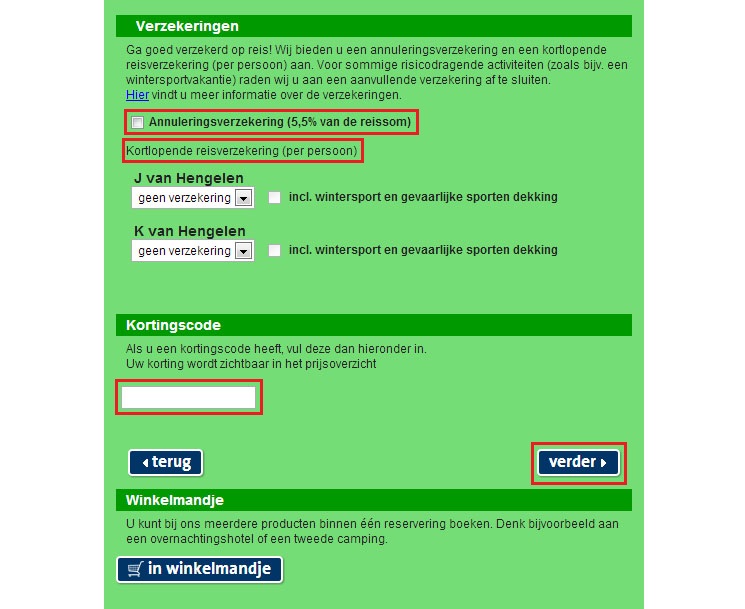 Verzekeringen
Ga goed verzekerd op reis! Wij bieden u een annuleringsverzekering en een kortlopende
reisverzekering (per persoon) aan. Voor sommige risicodragende activiteiten (zoals bijv. een
wintersportvakantie) raden wij u aan een aanvullende verzekering af te sluiten.
Hier vindt u meer informatie over de verzekeringen.
Annuleringsverzekering (5,5% van de reissom)
Kortlopende reisverzekering (per persoon)
J van Hengelen
geen verzekering incl. wintersport en gevaarlijke sporten dekking
K van Hengelen
geen verzekering incl. wintersport en gevaarlijke sporten dekking
Kortingscode
Als u een kortingscode heeft, vul deze dan hieronder in.
Uw korting wordt zichtbaar in het prijsoverzicht
terug verder
Winkelmandje
U kunt bij ons meerdere producten binnen één reservering boeken. Denk bijvoorbeeld aan
een overnachtingshotel of een tweede camping.
in winkelmandje